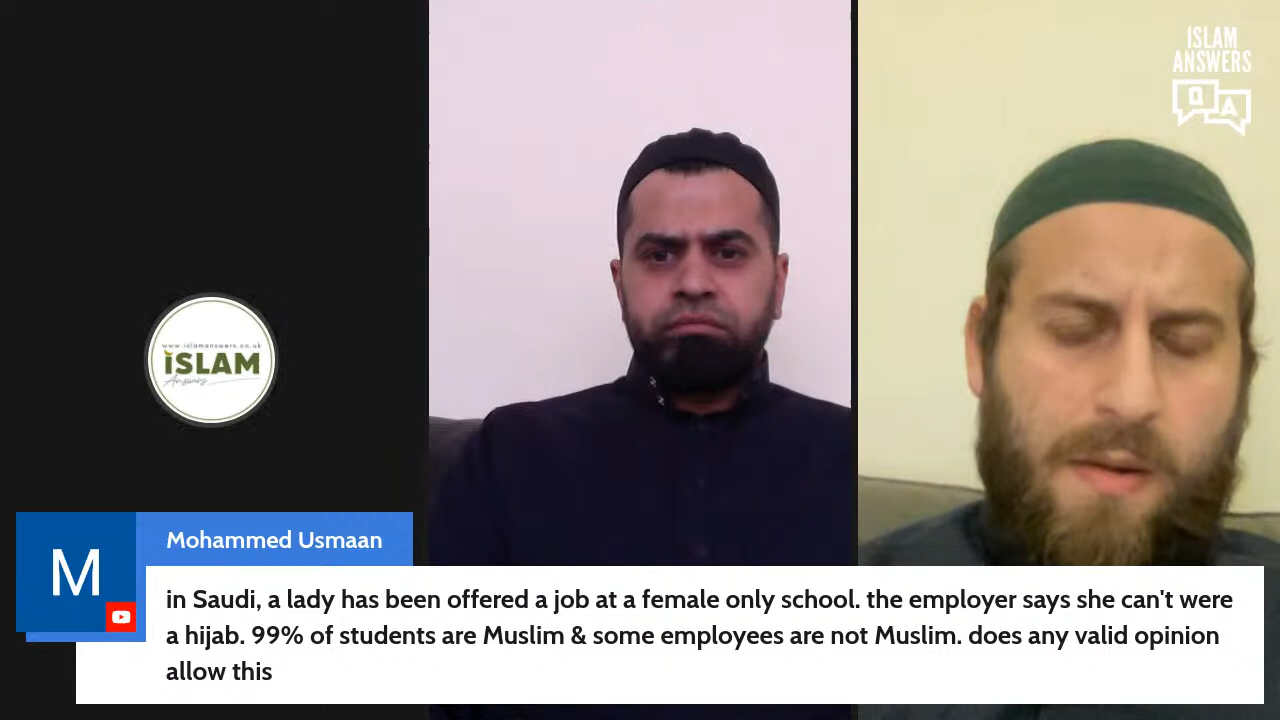 ISLAM
ANSWERS
Q
A
www.islamanswers.co.uk
iSLAM
Answers
M
Mohammed Usmaan
in Saudi, a lady has been offered a job at a female only school. the employer says she can't were
a hijab. 99% of students are Muslim & some employees are not Muslim. does any valid opinion
allow this